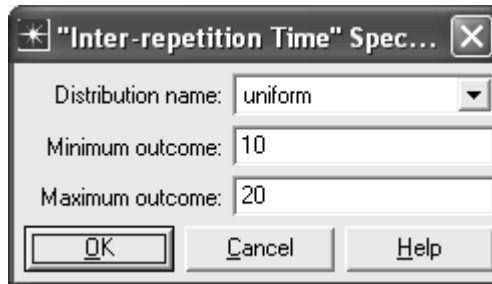 "Inter-repetition Time" Spec...
Distribution name: uniform
Minimum outcome: 10
Maximum outcome: 20
OK Cancel Help